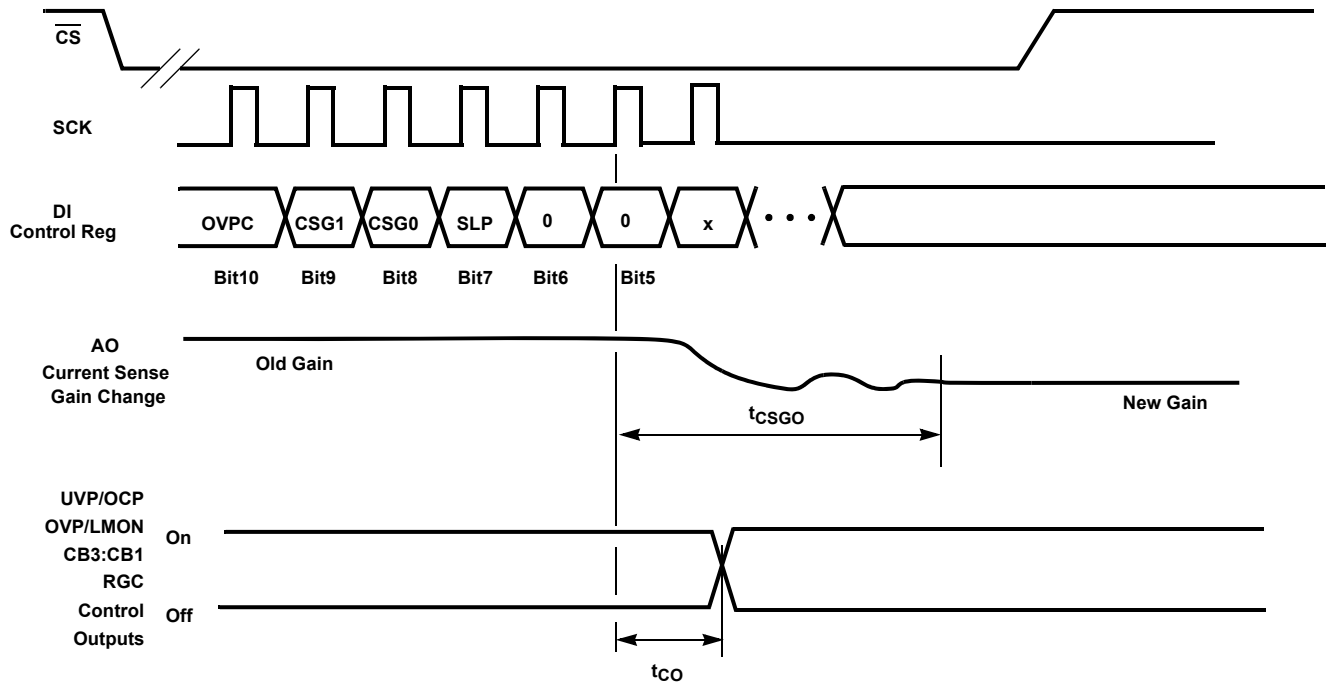 CS
SCK
DI
Control Reg
OVPC CSG1 CSG0 SLP 0 0 x
Bit10 Bit9 Bit8 Bit7 Bit6 Bit5
AO
Current Sense
Gain Change
Old Gain
New Gain
tCSGO
UVP/OCP
OVP/LMON On
CB3:CB1
RGC
Control Off
Outputs
tCO